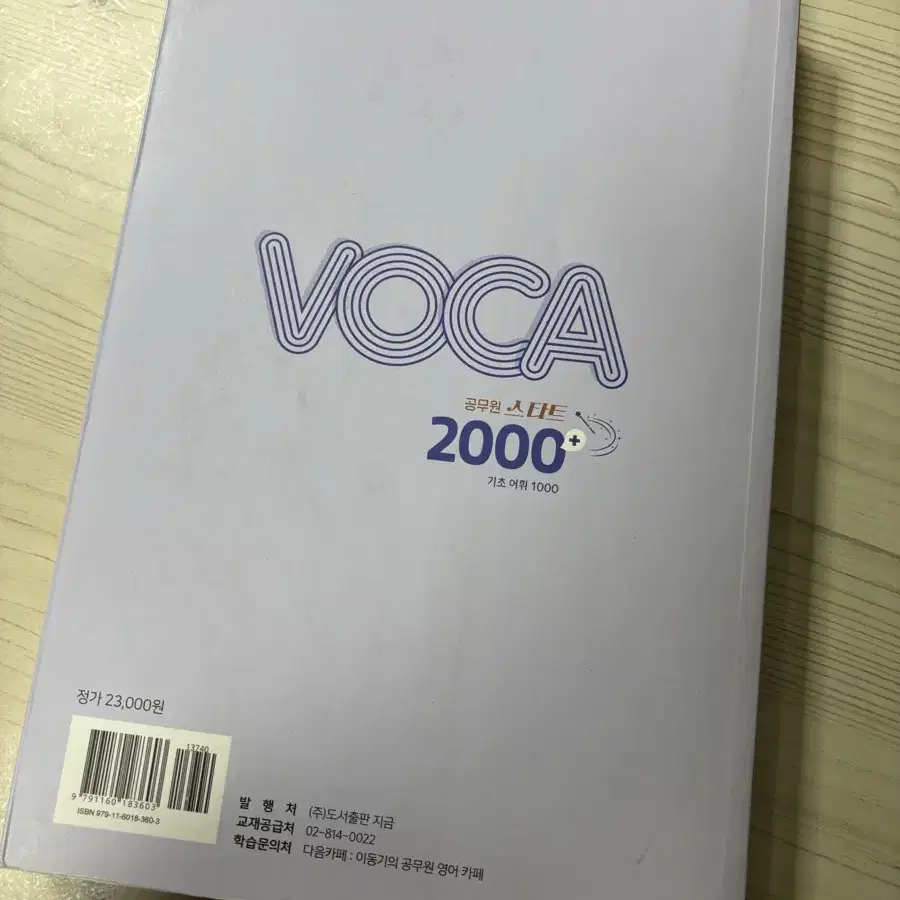 VOCA
공무원 스타트
2000+
기초 어휘 1000
정가 23,000원
13740
9 791160 183603
ISBN 979-11-6018-360-3
발 행 처 (주)도서출판 지금
교재공급처 02-814-0022
학습문의처 다음카페 : 이동기의 공무원 영어 카페